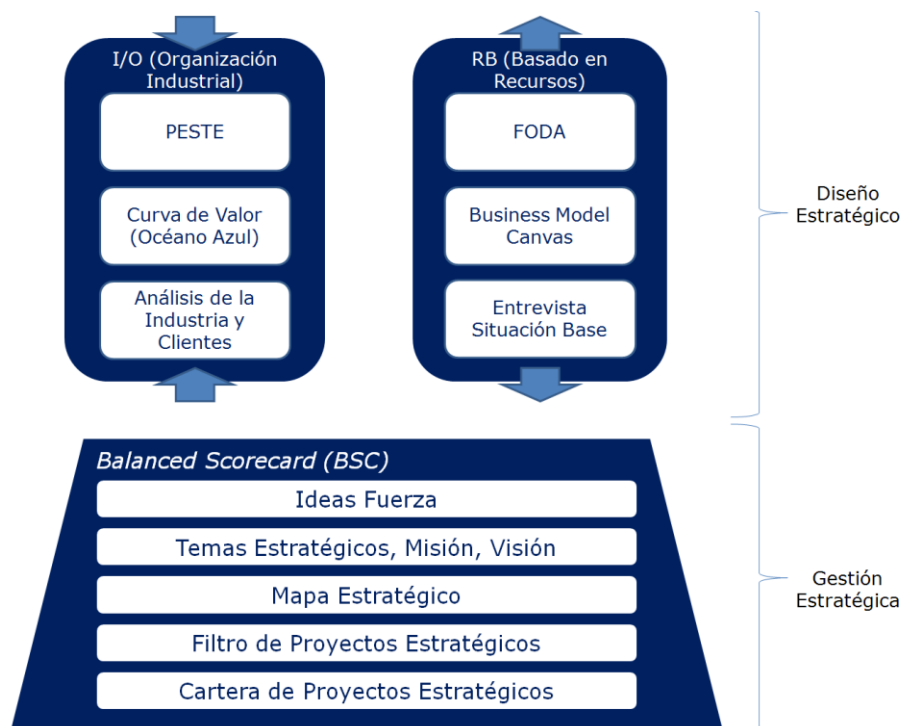 I/O (Organización
Industrial)
PESTE
Curva de Valor
(Océano Azul)
Análisis de la
Industria y
Clientes
RB (Basado en
Recursos)
FODA
Business Model
Canvas
Entrevista
Situación Base
Diseño
Estratégico
Balanced Scorecard (BSC)
Ideas Fuerza
Temas Estratégicos, Misión, Visión
Mapa Estratégico
Filtro de Proyectos Estratégicos
Cartera de Proyectos Estratégicos
Gestión
Estratégica